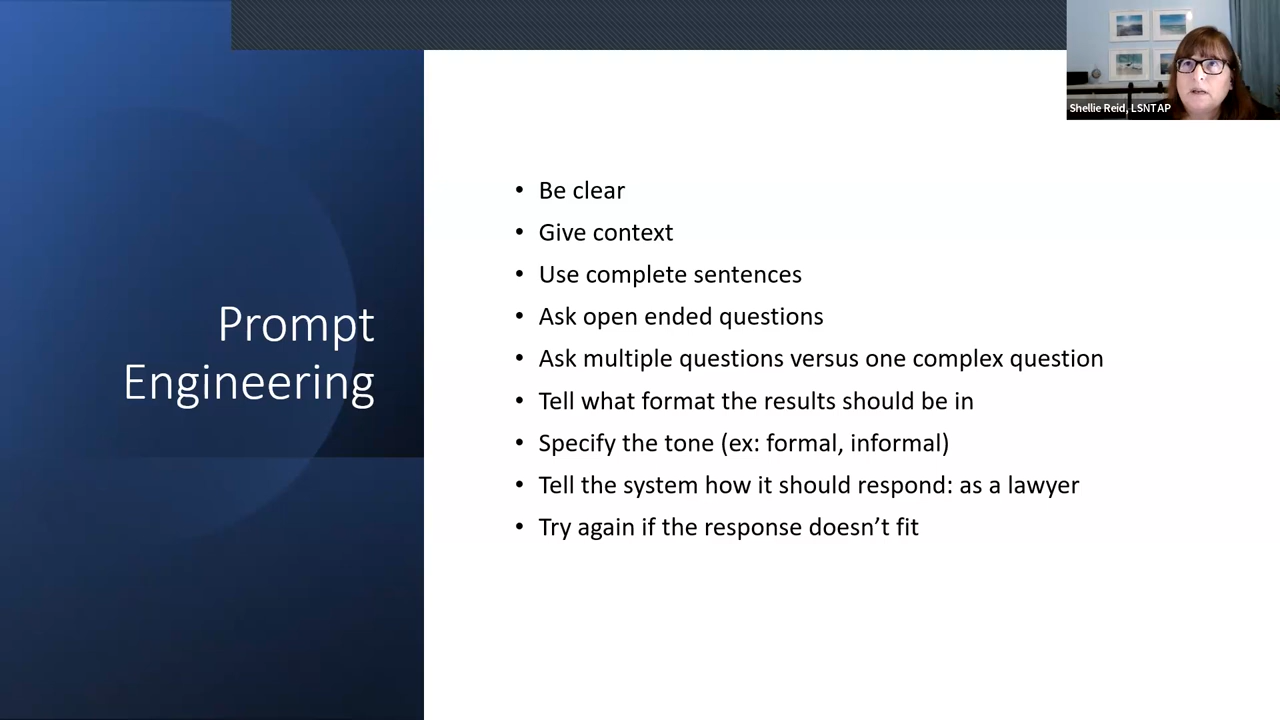 Shellie Reid, LSNTAP
Prompt
Engineering
• Be clear
• Give context
• Use complete sentences
• Ask open ended questions
• Ask multiple questions versus one complex question
• Tell what format the results should be in
• Specify the tone (ex: formal, informal)
• Tell the system how it should respond: as a lawyer
• Try again if the response doesn’t fit